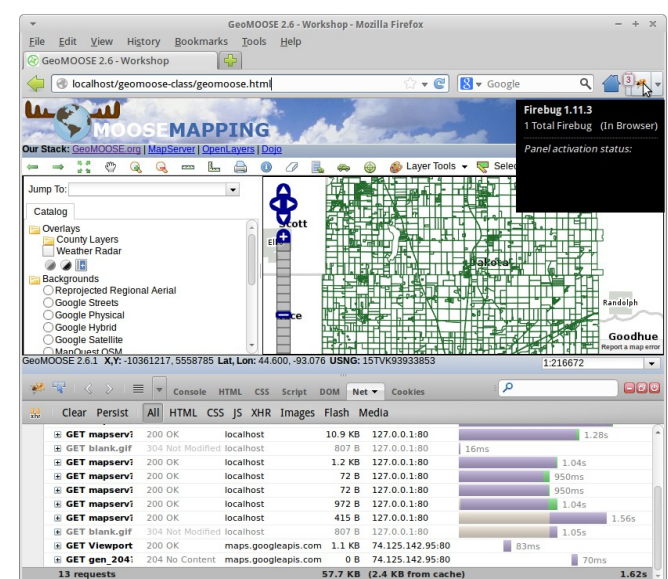 GeoMOOSE 2.6 - Workshop - Mozilla Firefox
File Edit View History Bookmarks Tools Help
GeoMOOSE 2.6 - Workshop
localhost/geomoose-class/geomoose.html
Google
3
Firebug 1.11.3
1 Total Firebug (In Browser)
Panel activation status:
MOOSEMAPPING
Our Stack: GeoMOOSE.org | MapServer | OpenLayers | Dojo
Layer Tools
Selec
Jump To:
Catalog
Overlays
County Layers
Weather Radar
Backgrounds
Reprojected Regional Aerial
Google Streets
Google Physical
Google Hybrid
Google Satellite
MapQuest OSM
Scott
Dakota
Randolph
Goodhue
Report a map error
GeoMOOSE 2.6.1 X,Y: -10361217, 5558785 Lat, Lon: 44.600, -93.076 USNG: 15TVK93933853
1:216672
Console HTML CSS Script DOM Net Cookies
Clear Persist All HTML CSS JS XHR Images Flash Media
GET mapserv? 200 OK localhost 10.9 KB 127.0.0.1:80 1.28s
GET blank.gif 304 Not Modified localhost 807 B 127.0.0.1:80 16ms
GET mapserv? 200 OK localhost 1.2 KB 127.0.0.1:80 1.04s
GET mapserv? 200 OK localhost 72 B 127.0.0.1:80 950ms
GET mapserv? 200 OK localhost 72 B 127.0.0.1:80 950ms
GET mapserv? 200 OK localhost 972 B 127.0.0.1:80 1.04s
GET mapserv? 200 OK localhost 415 B 127.0.0.1:80 1.56s
GET blank.gif 304 Not Modified localhost 807 B 127.0.0.1:80 1.05s
GET Viewport 200 OK maps.googleapis.com 1.1 KB 74.125.142.95:80 83ms
GET gen_204? 204 No Content maps.googleapis.com 0 B 74.125.142.95:80 70ms
13 requests 57.7 KB (2.4 KB from cache) 1.62s